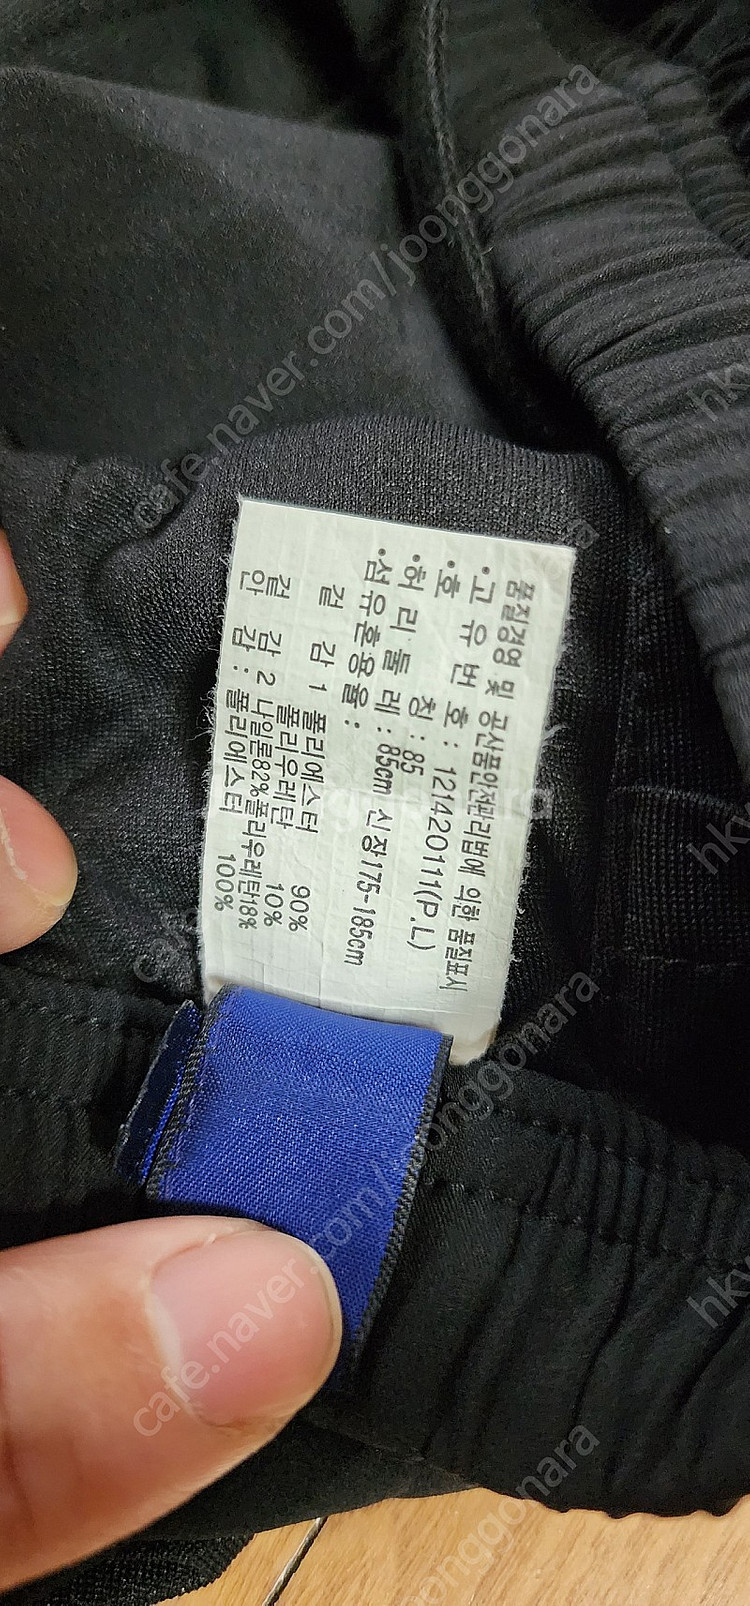 품질경영 및 공산품안전관리법에 의한 품질표시
•고 유 번 호 : 121420111(P.L)
•호 칭 : 85
•허 리 둘 레 : 85cm 신장175-185cm
•섬 유 혼 용 율 :
겉 감 1 폴리에스터 90%
폴리우레탄 10%
겉 감 2 나일론82%폴리우레탄18%
안 감 : 폴리에스터 100%
cafe.naver.com/joonggonara
cafe.naver.com/joonggonara
cafe.naver.com/joonggonara
joonggonara